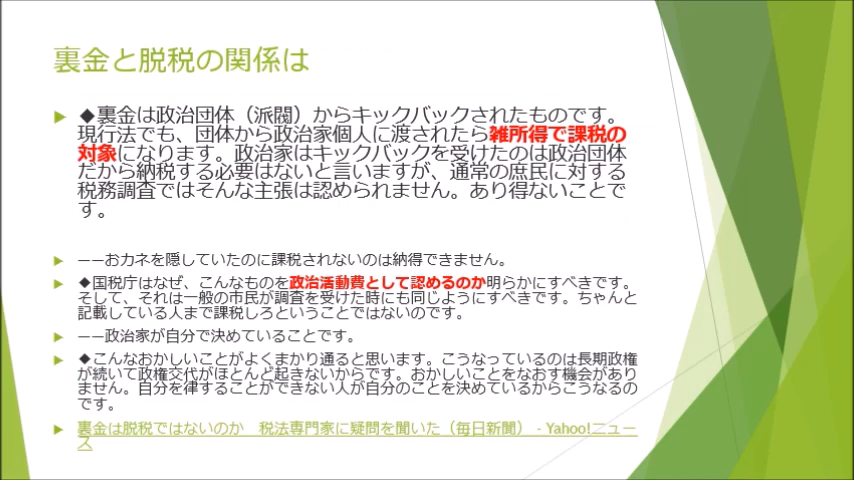 裏金と脱税の関係は
◆裏金は政治団体（派閥）からキックバックされたものです。
現行法でも、団体から政治家個人に渡されたら雑所得で課税の
対象になります。政治家はキックバックを受けたのは政治団体
だから納税する必要はないと言いますが、通常の庶民に対する
税務調査ではそんな主張は認められません。あり得ないことで
す。
――おカネを隠していたのに課税されないのは納得できません。
◆国税庁はなぜ、こんなものを政治活動費として認めるのか明らかにすべきです。
そして、それは一般の市民が調査を受けた時にも同じようにすべきです。ちゃんと
記載している人まで課税しろということではないのです。
――政治家が自分で決めていることです。
◆こんなおかしいことがよくまかり通ると思います。こうなっているのは長期政権
が続いて政権交代がほとんど起きないからです。おかしいことをなおす機会があり
ません。自分を律することができない人が自分のことを決めているからこうなるの
です。
裏金は脱税ではないのか　税法専門家に疑問を聞いた（毎日新聞） - Yahoo!ニュー
ス